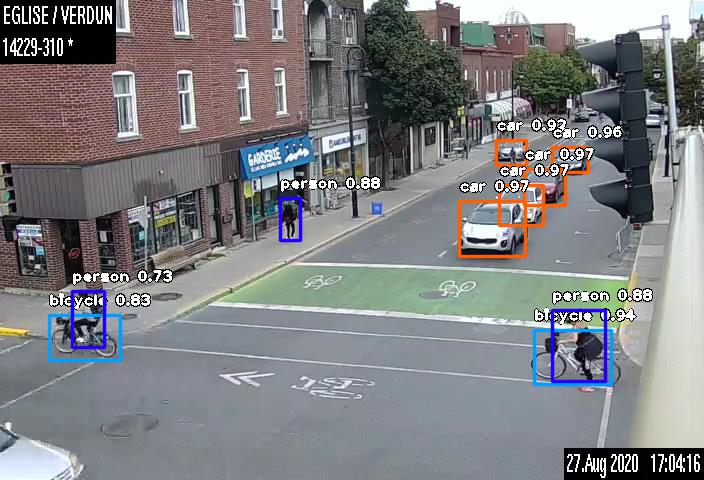 EGLISE / VERDUN
14229-310 *
GARDERIE
car 0.92
car 0.96
car 0.97
car 0.97
car 0.97
person 0.88
person 0.73
bicycle 0.83
person 0.88
bicycle 0.94
27.Aug 2020 17:04:16